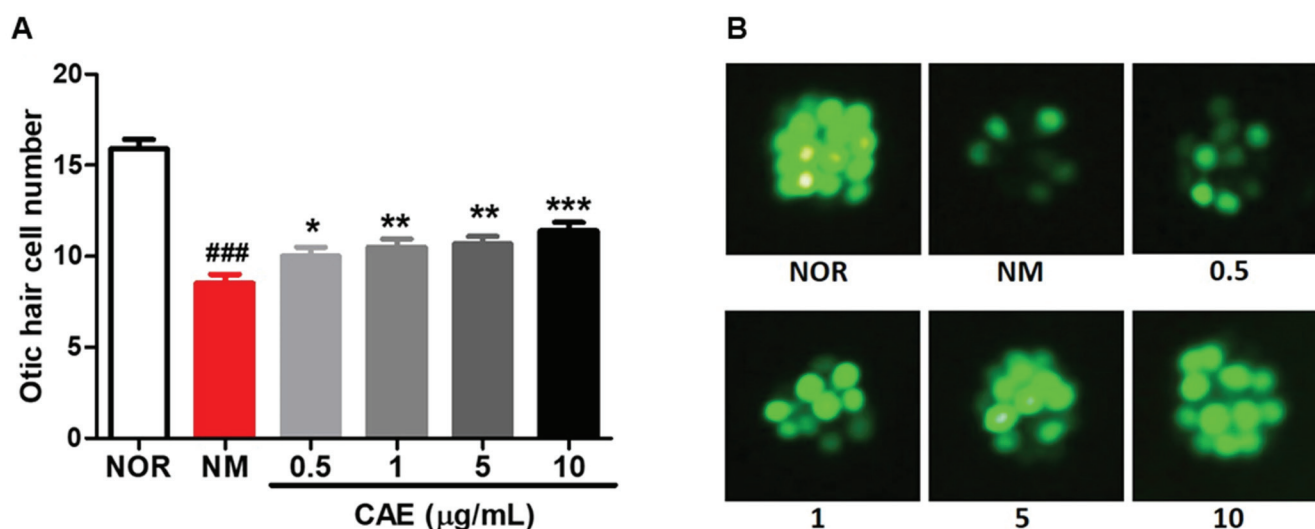 A
Otic hair cell number
20
15
10
5
0
###
*
**
**
***
NOR NM 0.5 1 5 10
CAE (μg/mL)
B
NOR NM 0.5
1 5 10